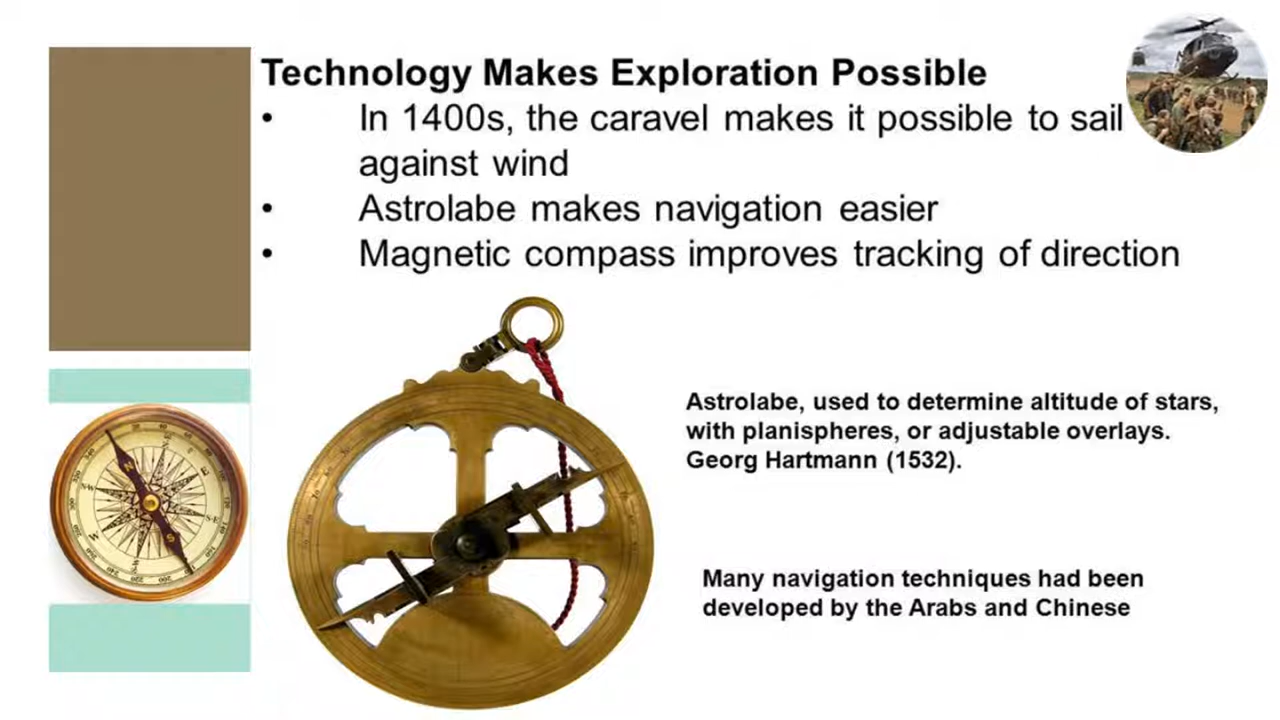 Technology Makes Exploration Possible
• In 1400s, the caravel makes it possible to sail
against wind
• Astrolabe makes navigation easier
• Magnetic compass improves tracking of direction
Astrolabe, used to determine altitude of stars,
with planispheres, or adjustable overlays.
Georg Hartmann (1532).
Many navigation techniques had been
developed by the Arabs and Chinese